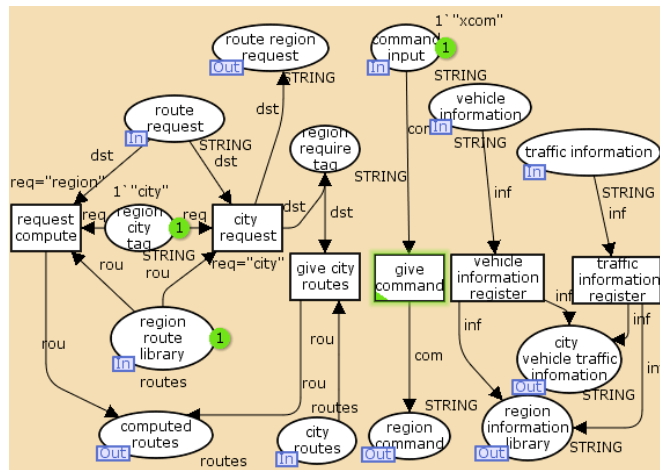 1`"xcom"
route region
request
Out
STRING
command
input
1
In
STRING
dst
com
vehicle
information
In
STRING
route
request
In
STRING
dst
dst
region
require
tag
STRING
traffic information
In
STRING
req="region"
1`"city"
inf
inf
request
compute
req
region
city
tag
1
req
city
request
dst
dst
STRING
rou
rou
req="city"
give city
routes
give
command
vehicle
information
register
traffic
information
register
region
route
library
1
In
routes
rou
rou
rou
inf
inf
inf
inf
com
city
vehicle traffic
infomation
Out
STRING
computed
routes
Out
routes
routes
city
routes
In
region
command
Out
STRING
region
information
library
Out
STRING
STRING